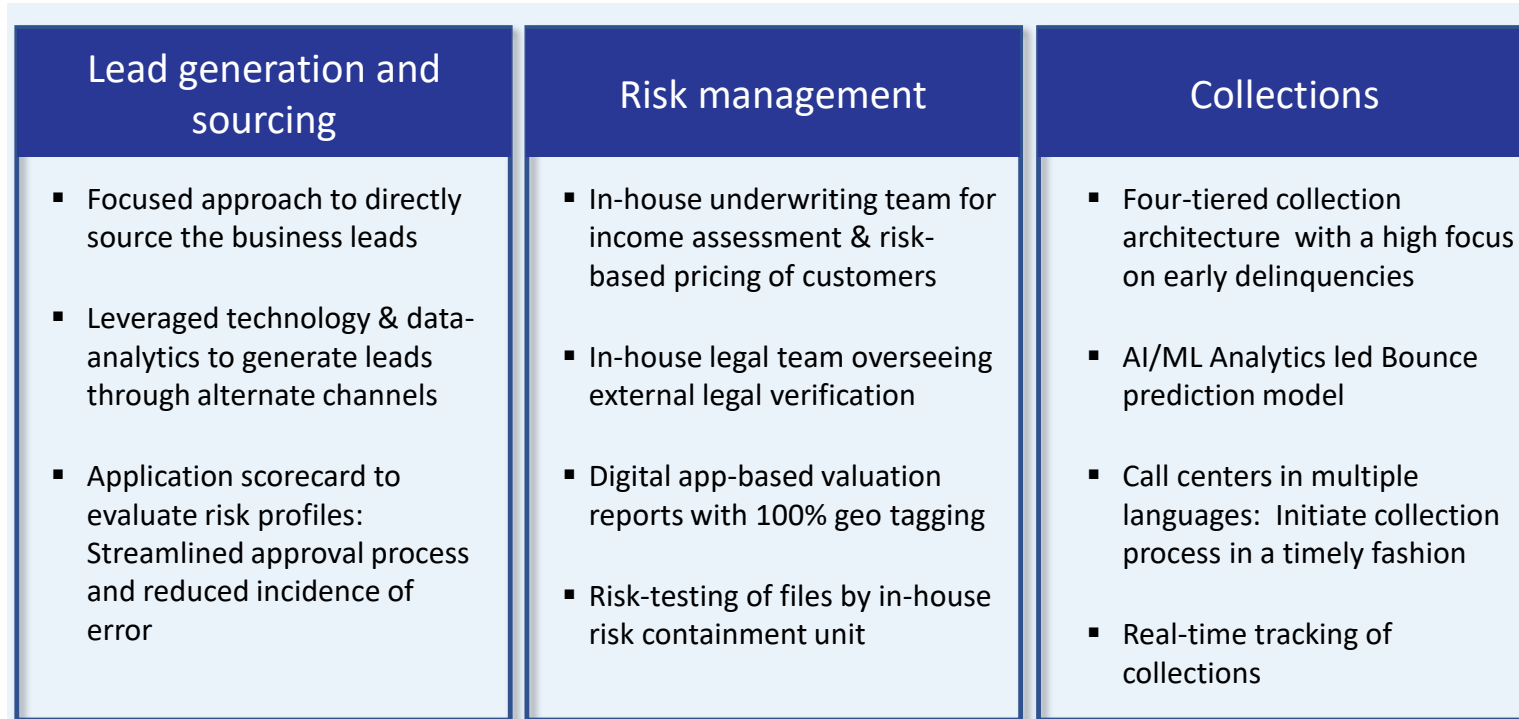 Lead generation and
sourcing
▪ Focused approach to directly
source the business leads
▪ Leveraged technology & data-
analytics to generate leads
through alternate channels
▪ Application scorecard to
evaluate risk profiles:
Streamlined approval process
and reduced incidence of
error
Risk management
▪ In-house underwriting team for
income assessment & risk-
based pricing of customers
▪ In-house legal team overseeing
external legal verification
▪ Digital app-based valuation
reports with 100% geo tagging
▪ Risk-testing of files by in-house
risk containment unit
Collections
▪ Four-tiered collection
architecture  with a high focus
on early delinquencies
▪ AI/ML Analytics led Bounce
prediction model
▪ Call centers in multiple
languages:  Initiate collection
process in a timely fashion
▪ Real-time tracking of
collections